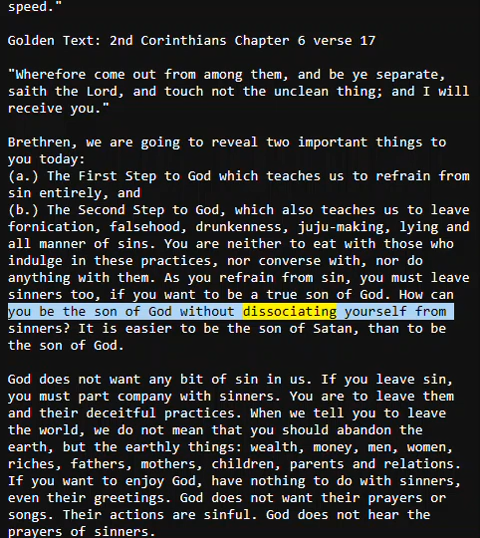 speed."
Golden Text: 2nd Corinthians Chapter 6 verse 17
"Wherefore come out from among them, and be ye separate,
saith the Lord, and touch not the unclean thing; and I will
receive you."
Brethren, we are going to reveal two important things to
you today:
(a.) The First Step to God which teaches us to refrain from
sin entirely, and
(b.) The Second Step to God, which also teaches us to leave
fornication, falsehood, drunkenness, juju-making, lying and
all manner of sins. You are neither to eat with those who
indulge in these practices, nor converse with, nor do
anything with them. As you refrain from sin, you must leave
sinners too, if you want to be a true son of God. How can
you be the son of God without dissociating yourself from
sinners? It is easier to be the son of Satan, than to be
the son of God.
God does not want any bit of sin in us. If you leave sin,
you must part company with sinners. You are to leave them
and their deceitful practices. When we tell you to leave
the world, we do not mean that you should abandon the
earth, but the earthly things: wealth, money, men, women,
riches, fathers, mothers, children, parents and relations.
If you want to enjoy God, have nothing to do with sinners,
even their greetings. God does not want their prayers or
songs. Their actions are sinful. God does not hear the
prayers of sinners.